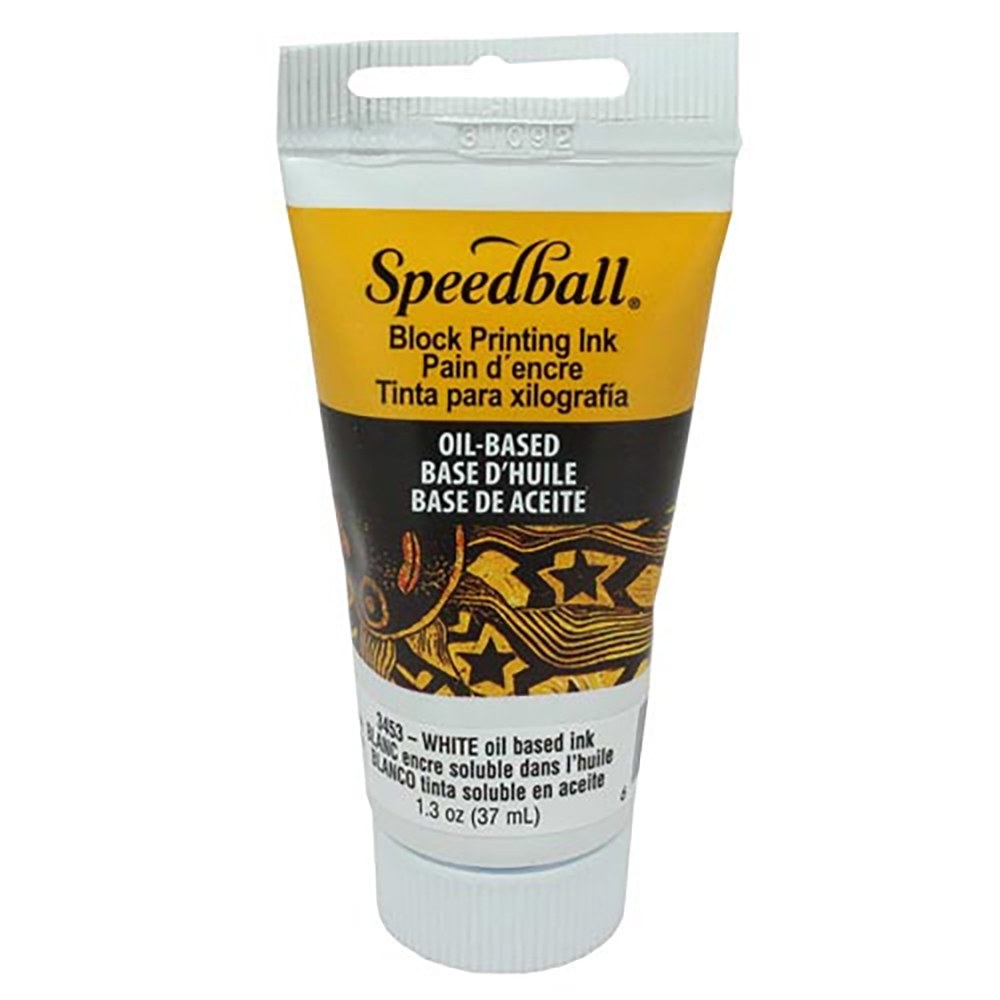 31092
Speedball®
Block Printing Ink
Pain d´encre
Tinta para xilografía
OIL-BASED
BASE D'HUILE
BASE DE ACEITE
3453 – WHITE oil based ink
BLANC encre soluble dans l'huile
BLANCO tinta soluble en aceite
1.3 oz (37 mL)
6